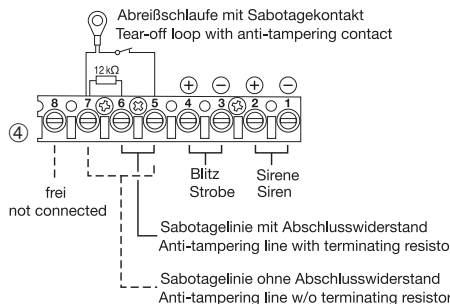 Abreißschlaufe mit Sabotagekontakt
Tear-off loop with anti-tampering contact
12 kΩ
+ − + −
8 7 6 5 4 3 2 1
④
frei
not connected
Blitz
Strobe
Sirene
Siren
Sabotagelinie mit Abschlusswiderstand
Anti-tampering line with terminating resisto
Sabotagelinie ohne Abschlusswiderstand
Anti-tampering line w/o terminating resistor